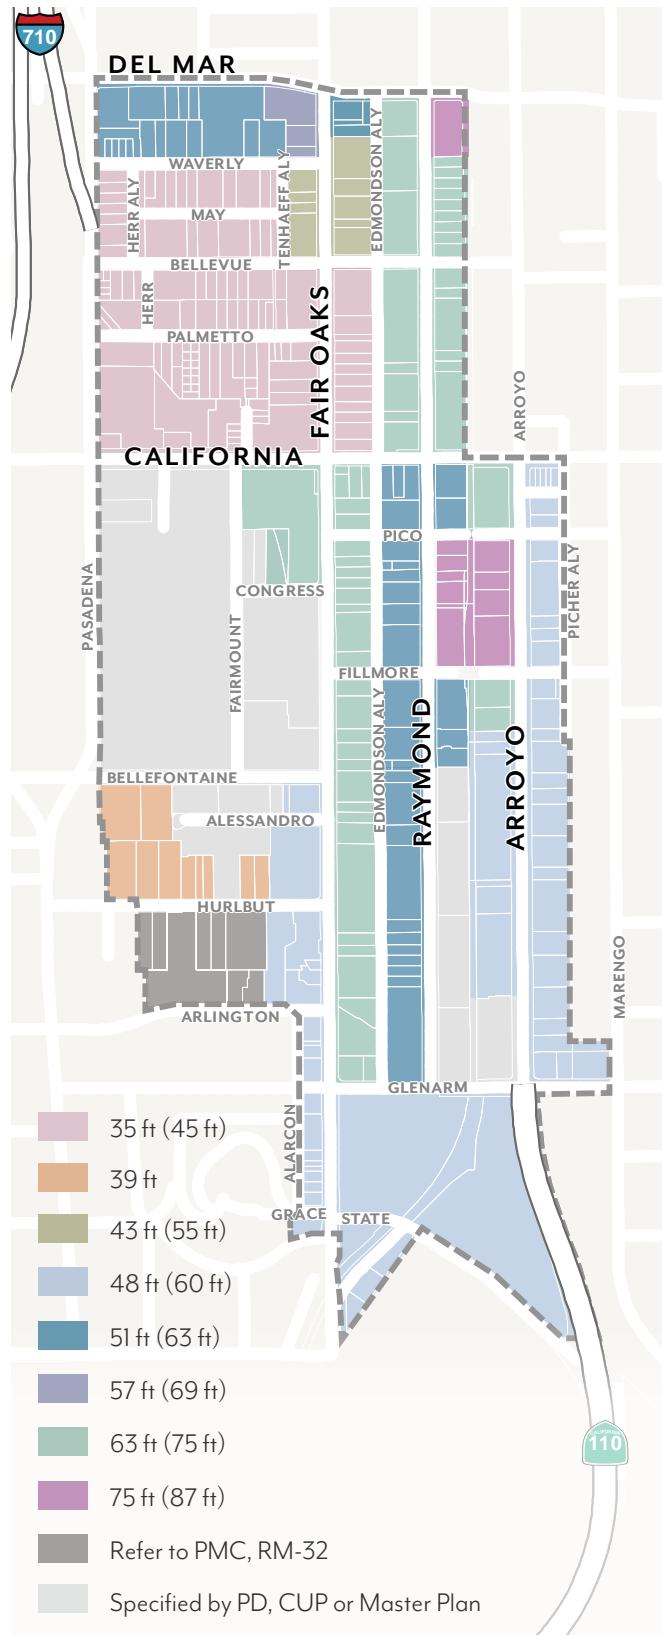 710
DEL MAR
WAVERLY
HERR ALY
TENHAEFF ALY
EDMONDSON ALY
MAY
BELLEVUE
HERR
FAIR OAKS
PALMETTO
ARROYO
CALIFORNIA
PICO
PASADENA
PICHER ALY
CONGRESS
FAIRMOUNT
FILLMORE
EDMONDSON ALY
RAYMOND
ARROYO
BELLEFONTAINE
ALESSANDRO
HURLBUT
MARENGO
ARLINGTON
GLENARM
ALARCON
GRACE
STATE
35 ft (45 ft)
39 ft
43 ft (55 ft)
48 ft (60 ft)
51 ft (63 ft)
57 ft (69 ft)
63 ft (75 ft)
CALIFORNIA
110
75 ft (87 ft)
Refer to PMC, RM-32
Specified by PD, CUP or Master Plan